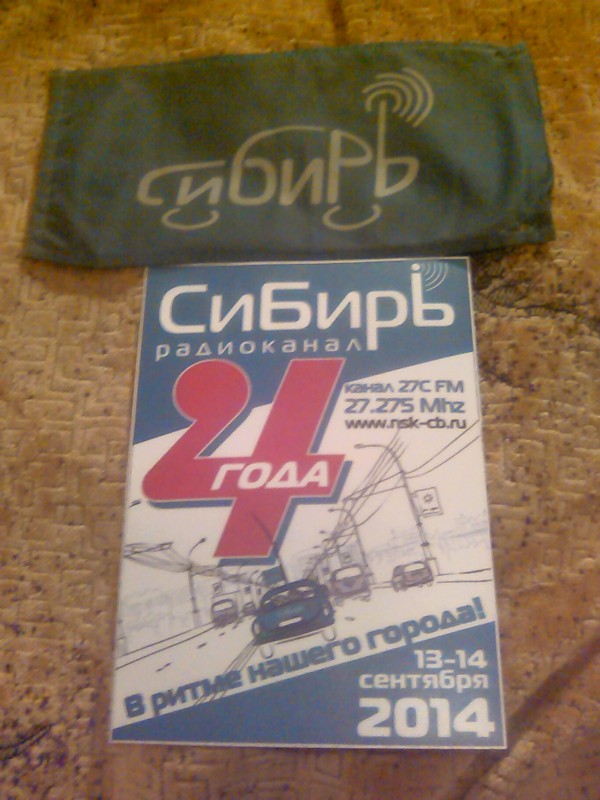 СиБирЬ
СиБирЬ
радиоканал
4 ГОДА
канал 27C FM
27.275 Mhz
www.nsk-cb.ru
В ритме нашего города!
13-14
сентября
2014